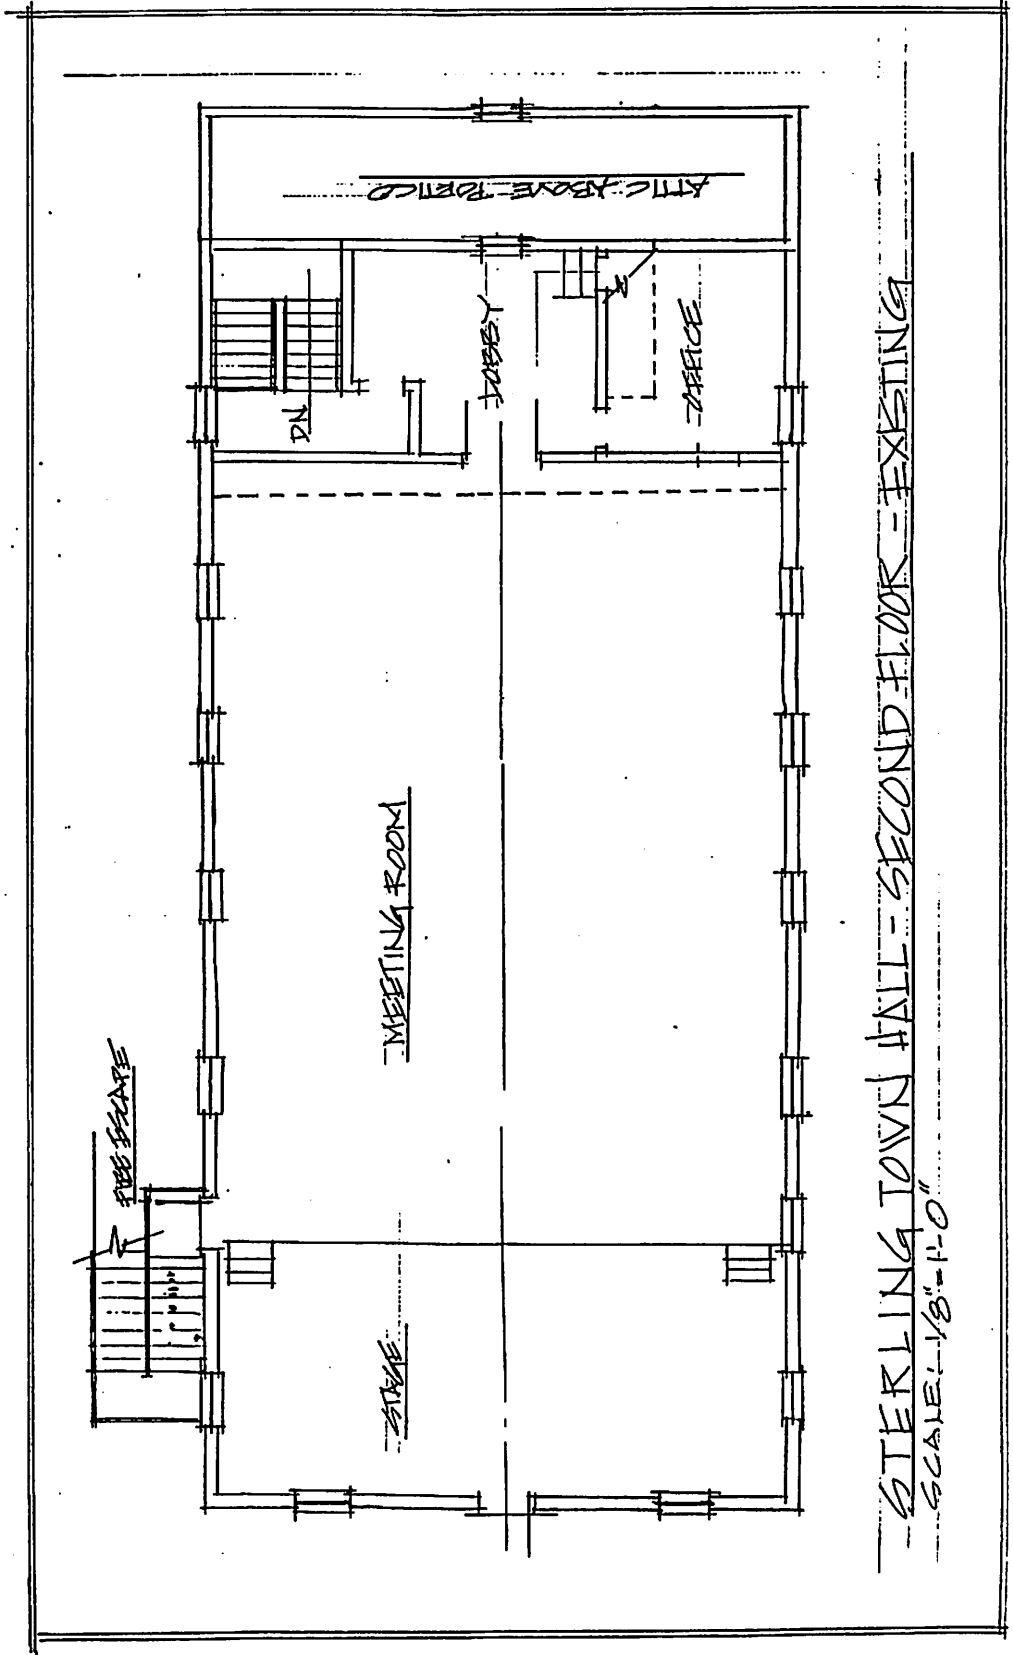 ATTIC ABOVE PORTICO
LOBBY
OFFICE
DN
MEETING ROOM
FIRE ESCAPE
STAGE
STERLING TOWN HALL - SECOND FLOOR - EXISTING
SCALE: 1/8" = 1'-0"